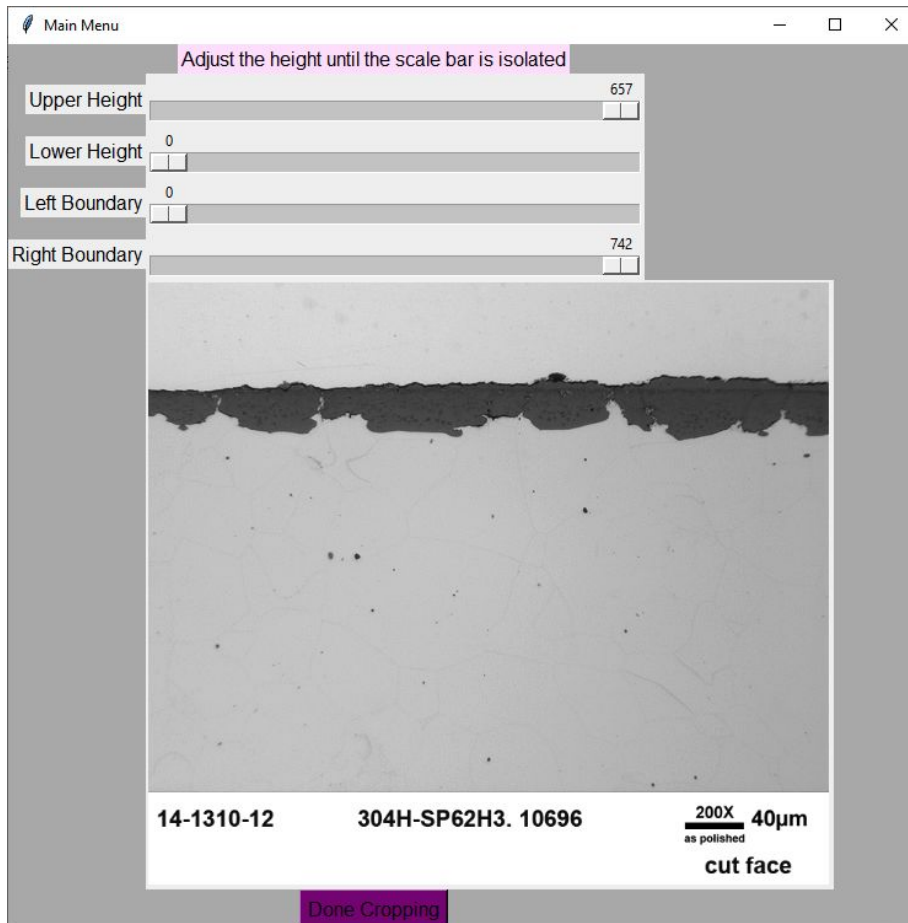 Main Menu
Adjust the height until the scale bar is isolated
Upper Height
657
Lower Height
0
Left Boundary
0
Right Boundary
742
14-1310-12 304H-SP62H3. 10696 200X 40µm
as polished
cut face
Done Cropping